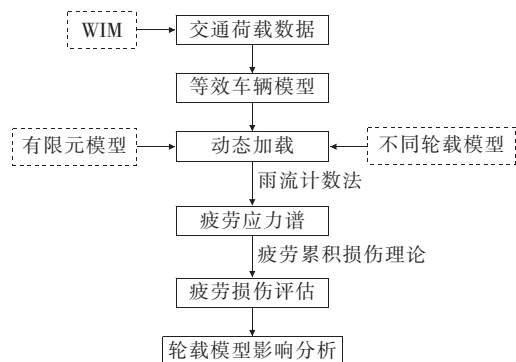 WIM
交通荷载数据
等效车辆模型
有限元模型
动态加载
不同轮载模型
雨流计数法
疲劳应力谱
疲劳累积损伤理论
疲劳损伤评估
轮载模型影响分析